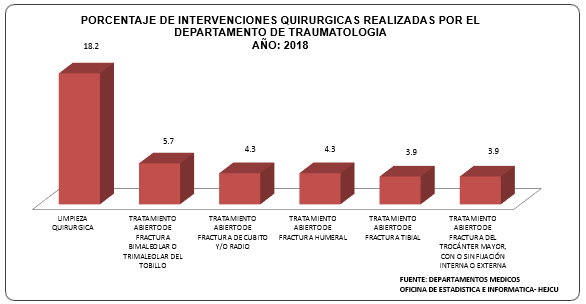 PORCENTAJE DE INTERVENCIONES QUIRURGICAS REALIZADAS POR EL
DEPARTAMENTO DE TRAUMATOLOGIA
AÑO: 2018
18.2
5.7
4.3
4.3
3.9
3.9
LIMPIEZA
QUIRURGICA
TRATAMIENTO
ABIERTO DE
FRACTURA
BIMALEOLAR O
TRIMALEOLAR DEL
TOBILLO
TRATAMIENTO
ABIERTO DE
FRACTURA DE CUBITO
Y/O RADIO
TRATAMIENTO
ABIERTO DE
FRACTURA HUMERAL
TRATAMIENTO
ABIERTO DE
FRACTURA TIBIAL
TRATAMIENTO
ABIERTO DE
FRACTURA DEL
TROCÁNTER MAYOR,
CON O SIN FIJACIÓN
INTERNA O EXTERNA
FUENTE: DEPARTAMENTOS MEDICOS
OFICINA DE ESTADISTICA E INFORMATICA- HEJCU